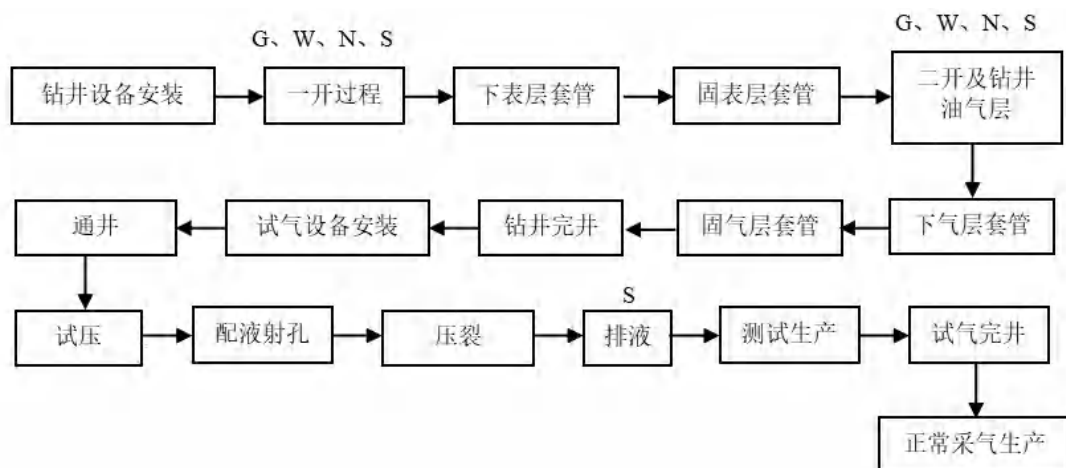 G、W、N、S
G、W、N、S
钻井设备安装
一开过程
下表层套管
固表层套管
二开及钻井
油气层
通井
试气设备安装
钻井完井
固气层套管
下气层套管
S
试压
配液射孔
压裂
排液
测试生产
试气完井
正常采气生产